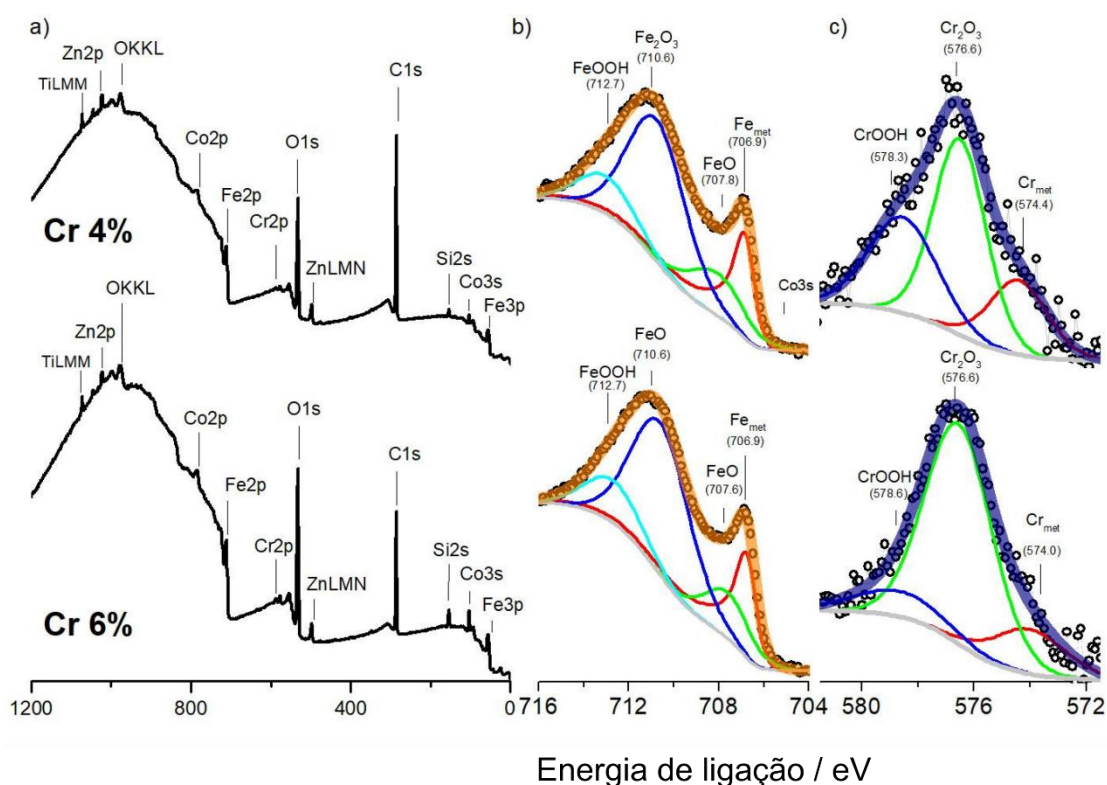 a)
Zn2p
OKKL
TiLMM
C1s
Co2p
O1s
Fe2p
Cr2p
ZnLMN
Si2s
Co3s
Fe3p
Cr 4%
OKKL
Zn2p
TiLMM
Co2p
O1s
C1s
Fe2p
Cr2p
ZnLMN
Si2s
Co3s
Fe3p
Cr 6%
1200
800
400
0
b)
Fe2O3
(710.6)
FeOOH
(712.7)
Femet
(706.9)
FeO
(707.8)
Co3s
FeO
(710.6)
FeOOH
(712.7)
Femet
(706.9)
FeO
(707.6)
716
712
708
704
c)
Cr2O3
(576.6)
CrOOH
(578.3)
Crmet
(574.4)
Cr2O3
(576.6)
CrOOH
(578.6)
Crmet
(574.0)
580
576
572
Energia de ligação / eV